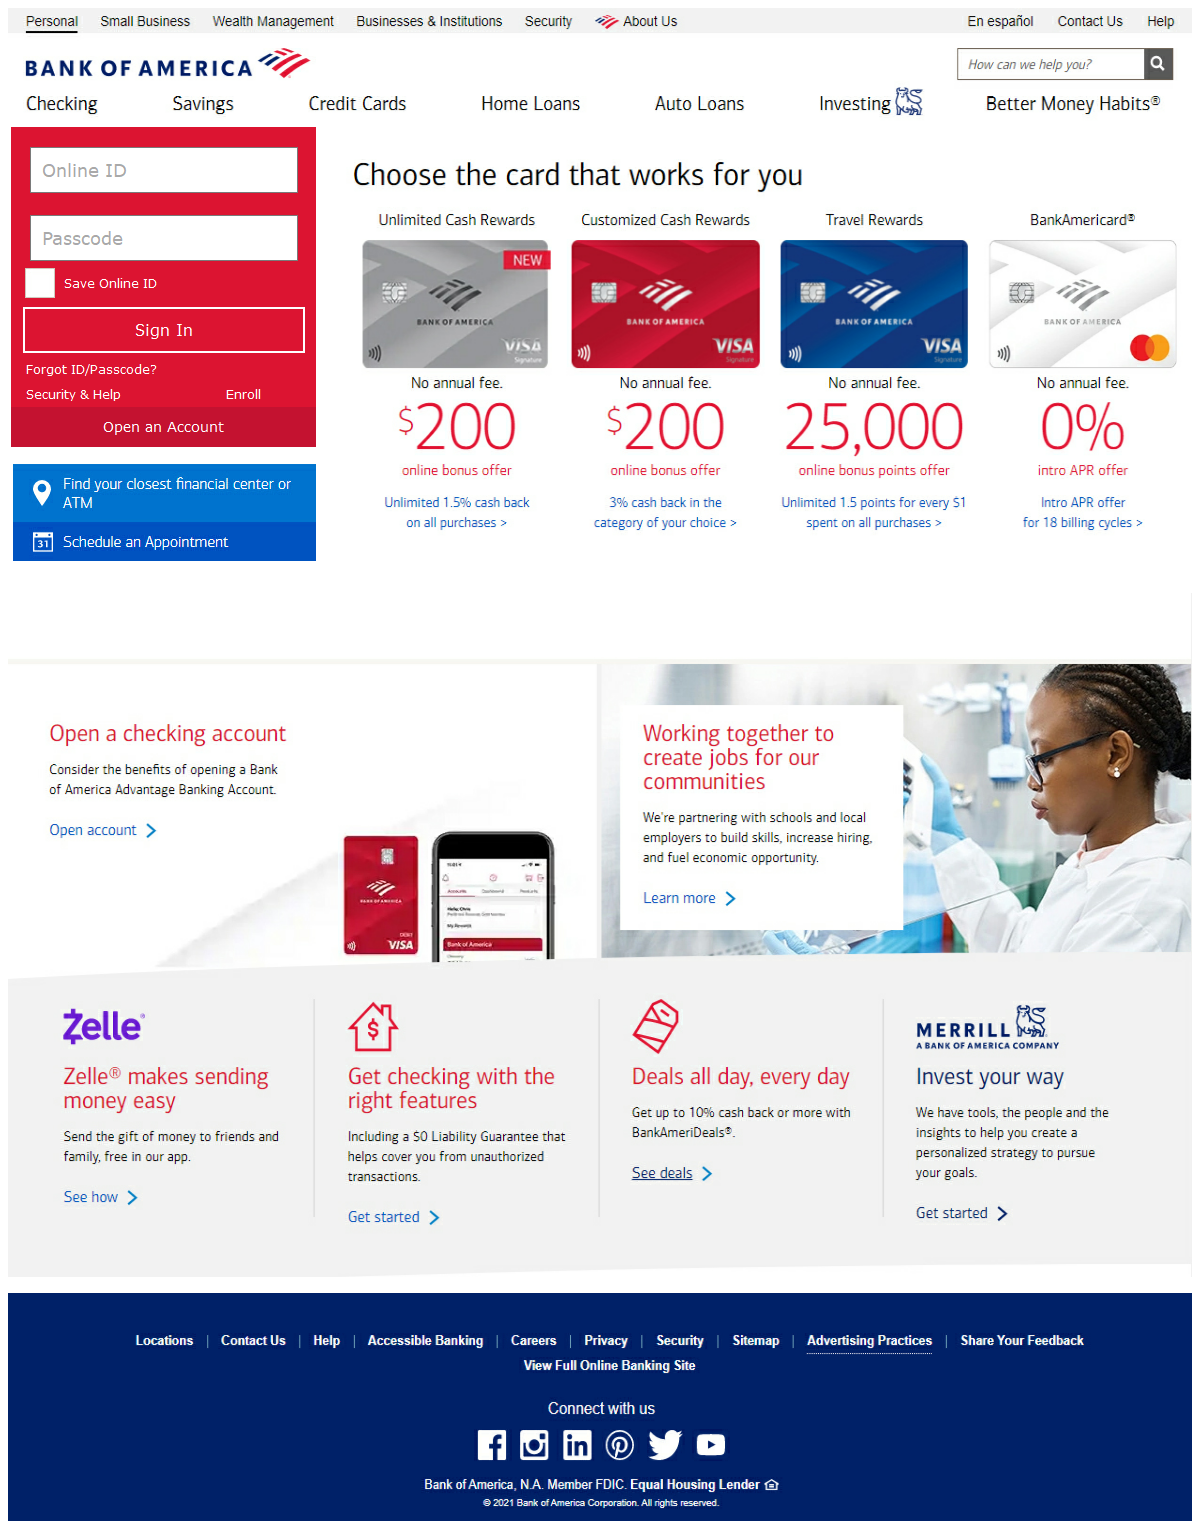 Personal Small Business Wealth Management Businesses & Institutions Security About Us En español Contact Us Help
BANK OF AMERICA
How can we help you?
Checking Savings Credit Cards Home Loans Auto Loans Investing Better Money Habits®
Online ID
Passcode
Save Online ID
Sign In
Forgot ID/Passcode?
Security & Help Enroll
Open an Account
Find your closest financial center or
ATM
31 Schedule an Appointment
Choose the card that works for you
Unlimited Cash Rewards
NEW
BANK OF AMERICA
VISA
Signature
No annual fee.
$200
online bonus offer
Unlimited 1.5% cash back
on all purchases >
Customized Cash Rewards
BANK OF AMERICA
VISA
Signature
No annual fee.
$200
online bonus offer
3% cash back in the
category of your choice >
Travel Rewards
BANK OF AMERICA
VISA
Signature
No annual fee.
25,000
online bonus points offer
Unlimited 1.5 points for every $1
spent on all purchases >
BankAmericard®
BANK OF AMERICA
No annual fee.
0%
intro APR offer
Intro APR offer
for 18 billing cycles >
Open a checking account
Consider the benefits of opening a Bank
of America Advantage Banking Account.
Open account
BANK OF AMERICA
DEBIT
VISA
Accounts Dashboard Products
Hello, Chris
My Rewards
Bank of America
Working together to
create jobs for our
communities
We're partnering with schools and local
employers to build skills, increase hiring,
and fuel economic opportunity.
Learn more
Zelle®
Zelle® makes sending
money easy
Send the gift of money to friends and
family, free in our app.
See how
$
Get checking with the
right features
Including a $0 Liability Guarantee that
helps cover you from unauthorized
transactions.
Get started
Deals all day, every day
Get up to 10% cash back or more with
BankAmeriDeals®.
See deals
MERRILL
A BANK OF AMERICA COMPANY
Invest your way
We have tools, the people and the
insights to help you create a
personalized strategy to pursue
your goals.
Get started
Locations | Contact Us | Help | Accessible Banking | Careers | Privacy | Security | Sitemap | Advertising Practices | Share Your Feedback
View Full Online Banking Site
Connect with us
Bank of America, N.A. Member FDIC. Equal Housing Lender
© 2021 Bank of America Corporation. All rights reserved.